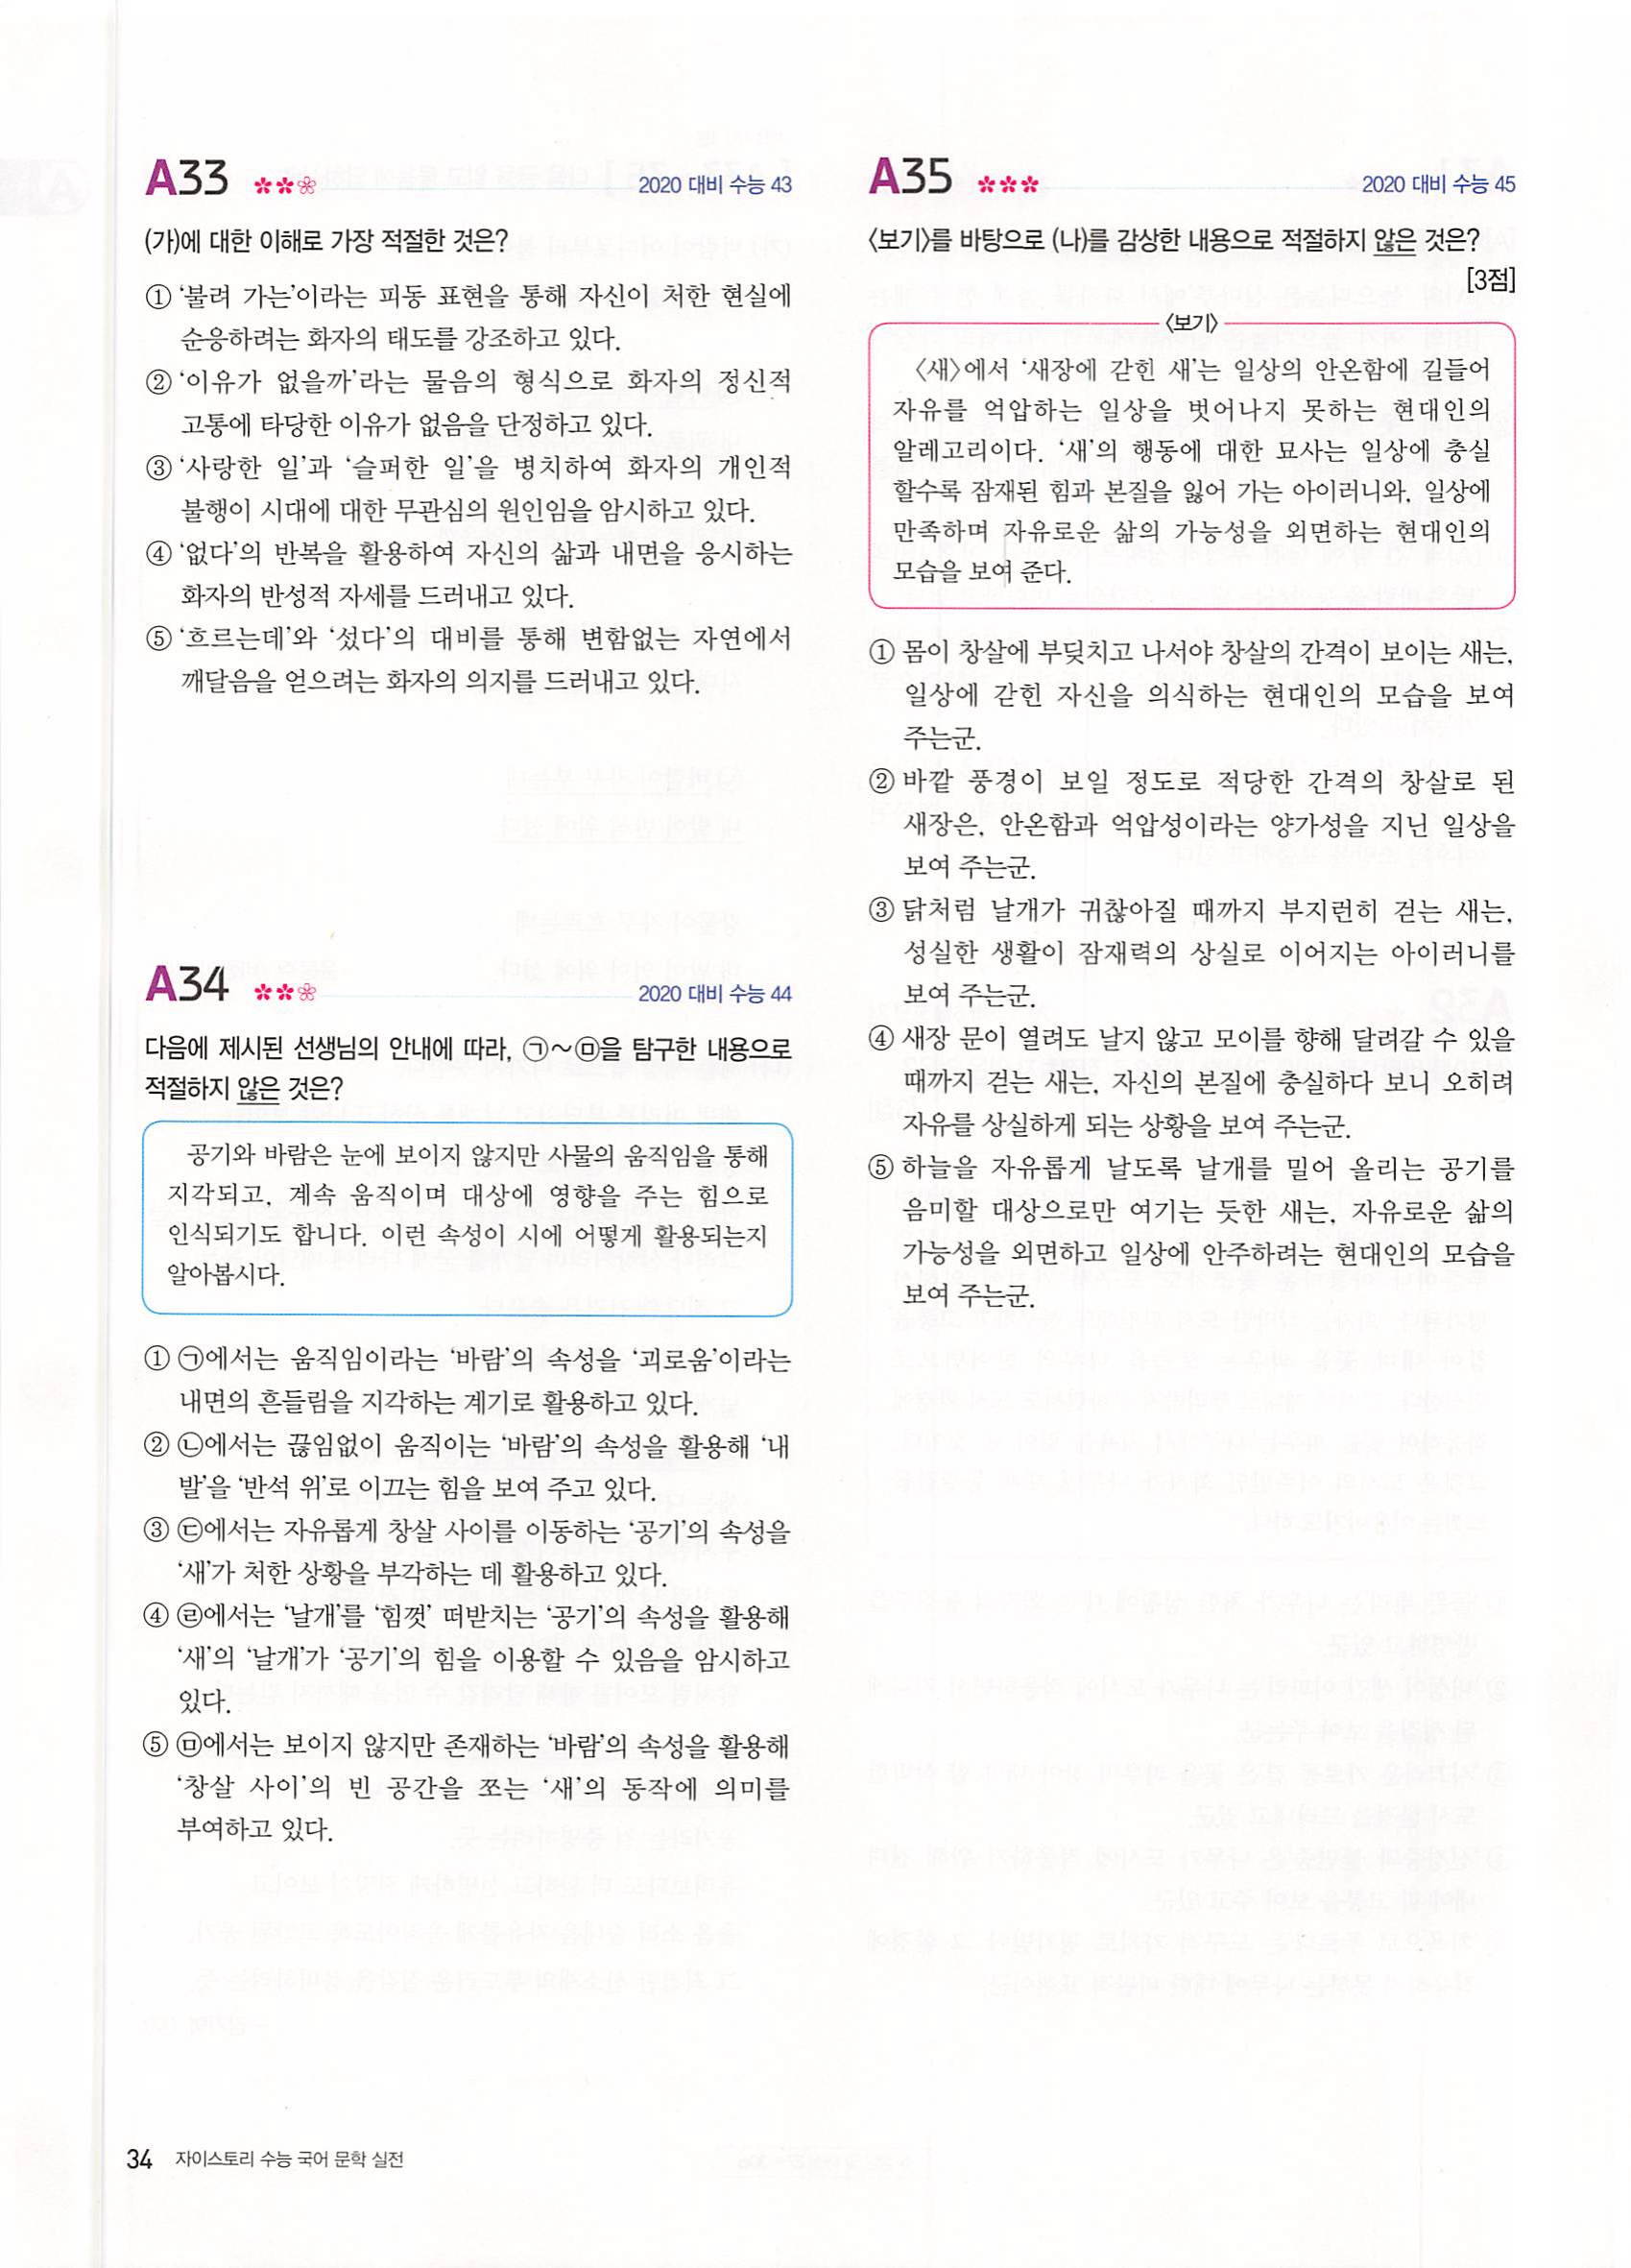 A33
2020 대비 수능 43
(가)에 대한 이해로 가장 적절한 것은?
① ‘불려 가는’이라는 피동 표현을 통해 자신이 처한 현실에
순응하려는 화자의 태도를 강조하고 있다.
② ‘이유가 없을까’라는 물음의 형식으로 화자의 정신적
고통에 타당한 이유가 없음을 단정하고 있다.
③ ‘사랑한 일’과 ‘슬퍼한 일’을 병치하여 화자의 개인적
불행이 시대에 대한 무관심의 원인임을 암시하고 있다.
④ ‘없다’의 반복을 활용하여 자신의 삶과 내면을 응시하는
화자의 반성적 자세를 드러내고 있다.
⑤ ‘흐르는데’와 ‘섰다’의 대비를 통해 변함없는 자연에서
깨달음을 얻으려는 화자의 의지를 드러내고 있다.
A34
2020 대비 수능 44
다음에 제시된 선생님의 안내에 따라, ㉠~㉤을 탐구한 내용으로
적절하지 않은 것은?
공기와 바람은 눈에 보이지 않지만 사물의 움직임을 통해
지각되고, 계속 움직이며 대상에 영향을 주는 힘으로
인식되기도 합니다. 이런 속성이 시에 어떻게 활용되는지
알아봅시다.
① ㉠에서는 움직임이라는 ‘바람’의 속성을 ‘괴로움’이라는
내면의 흔들림을 지각하는 계기로 활용하고 있다.
② ㉡에서는 끊임없이 움직이는 ‘바람’의 속성을 활용해 ‘내
발’을 ‘반석 위’로 이끄는 힘을 보여 주고 있다.
③ ㉢에서는 자유롭게 창살 사이를 이동하는 ‘공기’의 속성을
‘새’가 처한 상황을 부각하는 데 활용하고 있다.
④ ㉣에서는 ‘날개’를 ‘힘껏’ 떠받치는 ‘공기’의 속성을 활용해
‘새’의 ‘날개’가 ‘공기’의 힘을 이용할 수 있음을 암시하고
있다.
⑤ ㉤에서는 보이지 않지만 존재하는 ‘바람’의 속성을 활용해
‘창살 사이’의 빈 공간을 쪼는 ‘새’의 동작에 의미를
부여하고 있다.
A35
2020 대비 수능 45
〈보기〉를 바탕으로 (나)를 감상한 내용으로 적절하지 않은 것은?
[3점]
〈보기〉
〈새〉에서 ‘새장에 갇힌 새’는 일상의 안온함에 길들어
자유를 억압하는 일상을 벗어나지 못하는 현대인의
알레고리이다. ‘새’의 행동에 대한 묘사는 일상에 충실
할수록 잠재된 힘과 본질을 잃어 가는 아이러니와, 일상에
만족하며 자유로운 삶의 가능성을 외면하는 현대인의
모습을 보여 준다.
① 몸이 창살에 부딪치고 나서야 창살의 간격이 보이는 새는,
일상에 갇힌 자신을 의식하는 현대인의 모습을 보여
주는군.
② 바깥 풍경이 보일 정도로 적당한 간격의 창살로 된
새장은, 안온함과 억압성이라는 양가성을 지닌 일상을
보여 주는군.
③ 닭처럼 날개가 귀찮아질 때까지 부지런히 걷는 새는,
성실한 생활이 잠재력의 상실로 이어지는 아이러니를
보여 주는군.
④ 새장 문이 열려도 날지 않고 모이를 향해 달려갈 수 있을
때까지 걷는 새는, 자신의 본질에 충실하다 보니 오히려
자유를 상실하게 되는 상황을 보여 주는군.
⑤ 하늘을 자유롭게 날도록 날개를 밀어 올리는 공기를
음미할 대상으로만 여기는 듯한 새는, 자유로운 삶의
가능성을 외면하고 일상에 안주하려는 현대인의 모습을
보여 주는군.
34 자이스토리 수능 국어 문학 실전